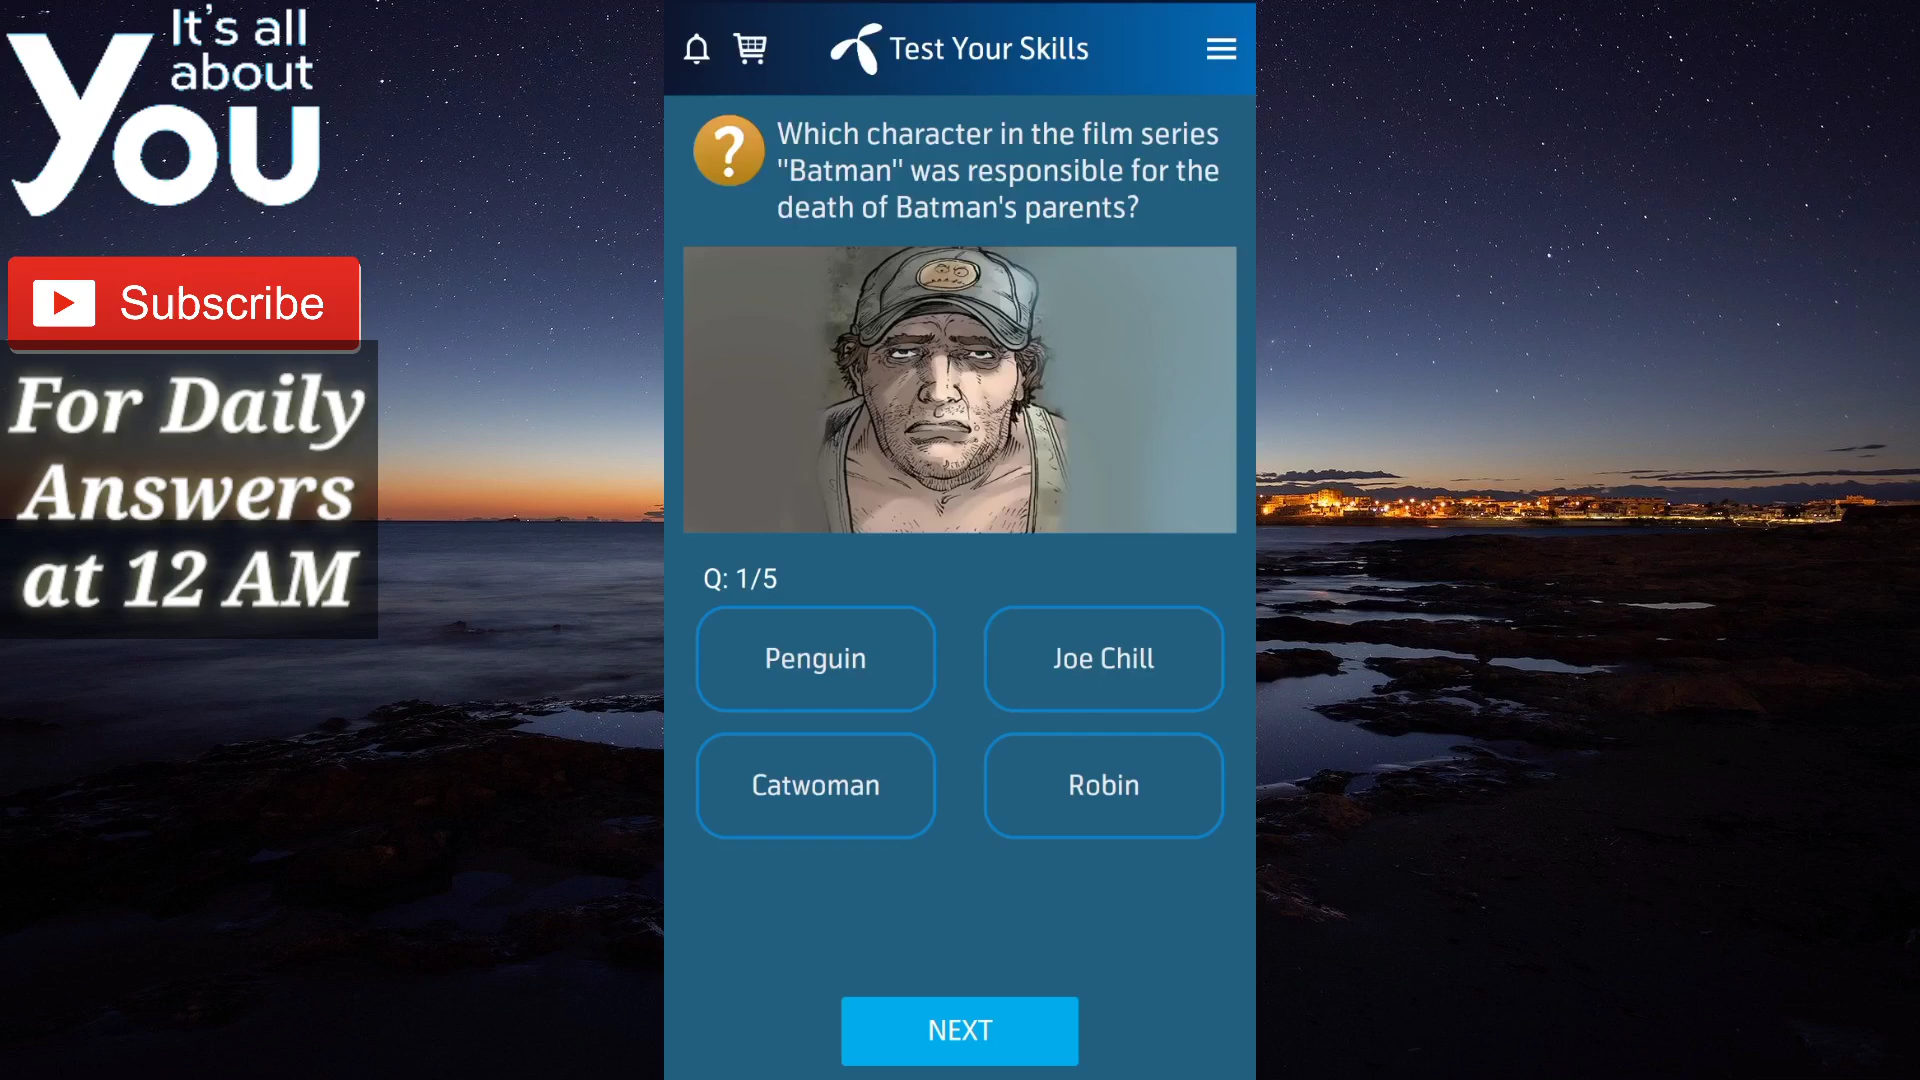 It's all
about
You
Subscribe
For Daily
Answers
at 12 AM
Test Your Skills
?
Which character in the film series
"Batman" was responsible for the
death of Batman's parents?
Q: 1/5
Penguin
Joe Chill
Catwoman
Robin
NEXT